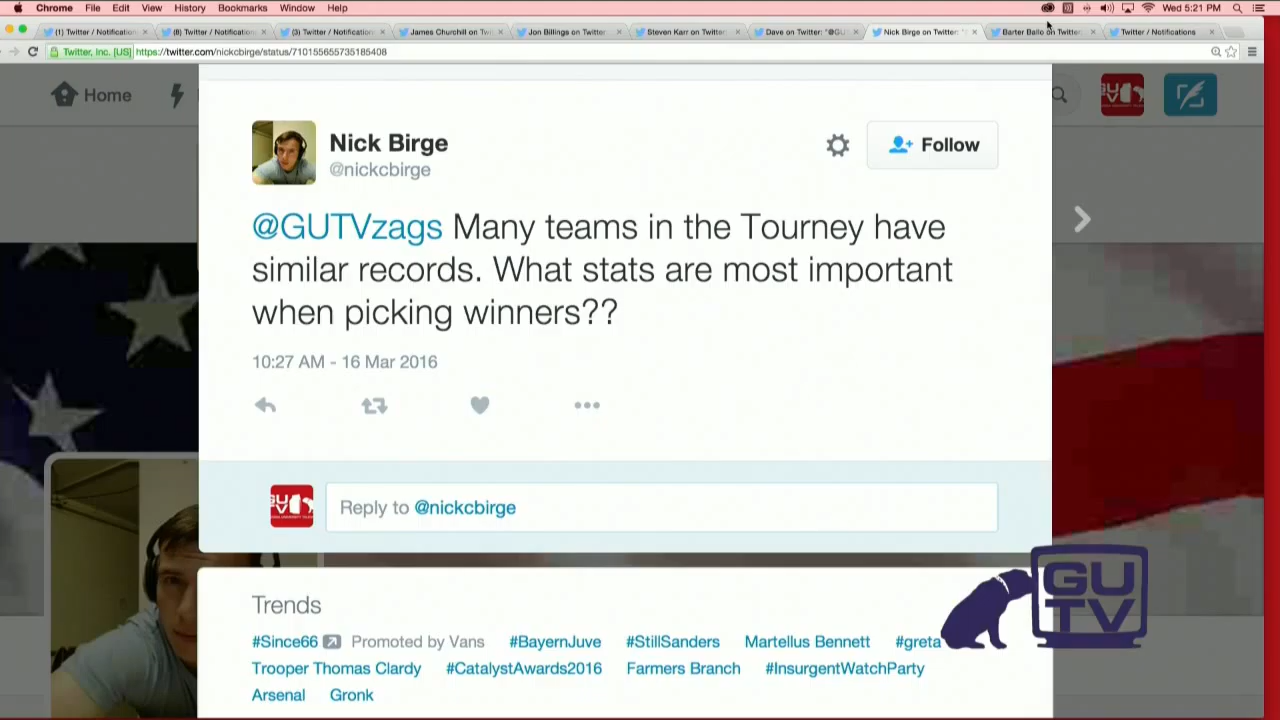 Chrome File Edit View History Bookmarks Window Help Wed 5:21 PM
(1) Twitter / Notification (8) Twitter / Notification (3) Twitter / Notification James Churchill on Tw Jon Billings on Twitter Steven Karr on Twitter Dave on Twitter: "@GU Nick Birge on Twitter: " Barter Ballo on Twitter Twitter / Notifications
Twitter, Inc. [US] https://twitter.com/nickcbirge/status/710155655735185408
Home
Nick Birge
@nickcbirge
Follow
@GUTVzags Many teams in the Tourney have
similar records. What stats are most important
when picking winners??
10:27 AM - 16 Mar 2016
Reply to @nickcbirge
GU
TV
Trends
#Since66 Promoted by Vans #BayernJuve #StillSanders Martellus Bennett #greta
Trooper Thomas Clardy #CatalystAwards2016 Farmers Branch #InsurgentWatchParty
Arsenal Gronk